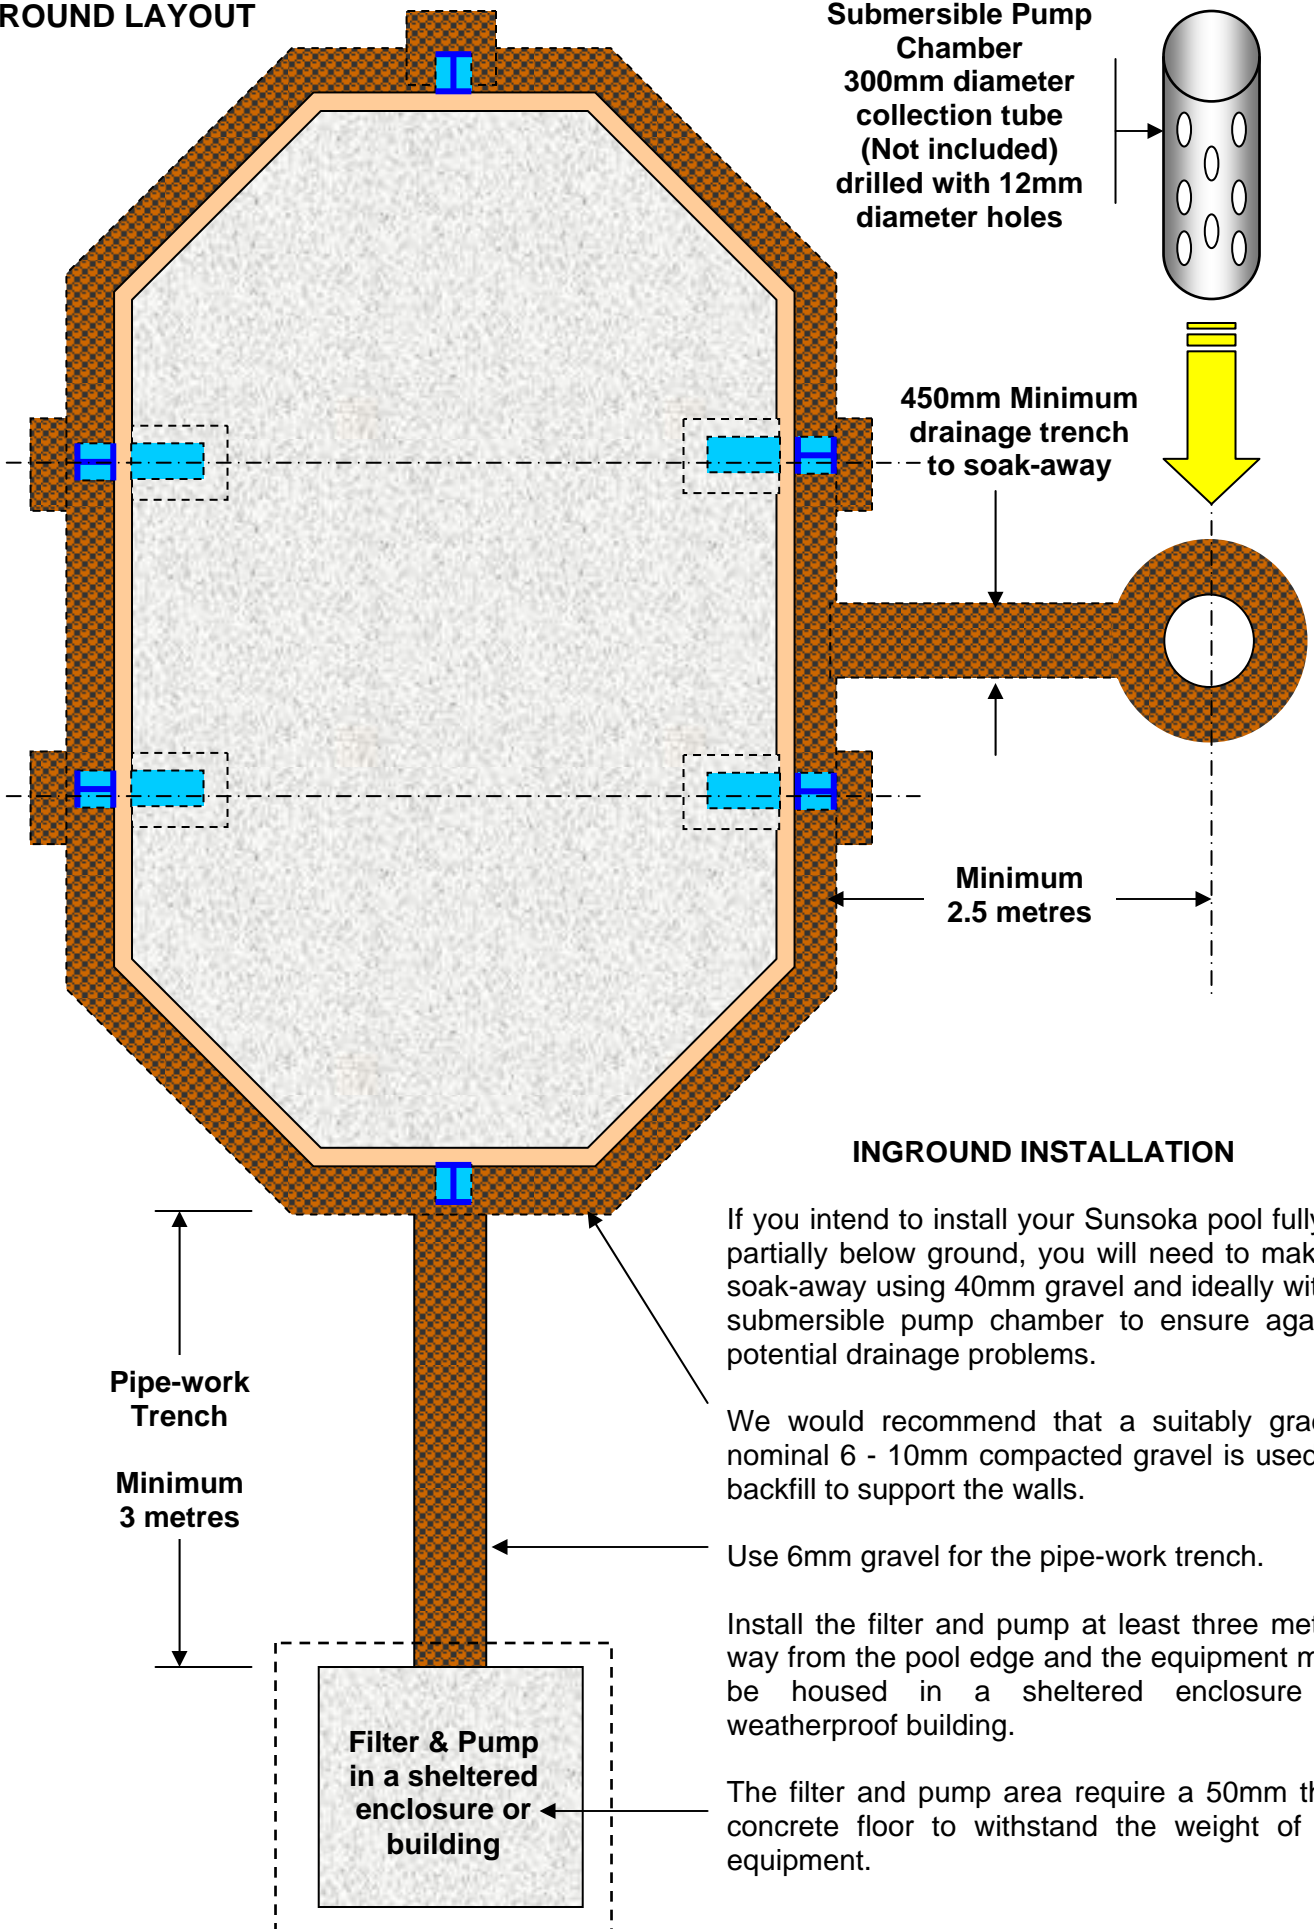 ROUND LAYOUT
Submersible Pump
Chamber
300mm diameter
collection tube
(Not included)
drilled with 12mm
diameter holes
450mm Minimum
drainage trench
to soak-away
Minimum
2.5 metres
INGROUND INSTALLATION
If you intend to install your Sunsoka pool fully
partially below ground, you will need to mak
soak-away using 40mm gravel and ideally wit
submersible pump chamber to ensure aga
potential drainage problems.
We would recommend that a suitably grad
nominal 6 - 10mm compacted gravel is used
backfill to support the walls.
Use 6mm gravel for the pipe-work trench.
Install the filter and pump at least three met
way from the pool edge and the equipment m
be housed in a sheltered enclosure
weatherproof building.
The filter and pump area require a 50mm th
concrete floor to withstand the weight of
equipment.
Pipe-work
Trench
Minimum
3 metres
Filter & Pump
in a sheltered
enclosure or
building